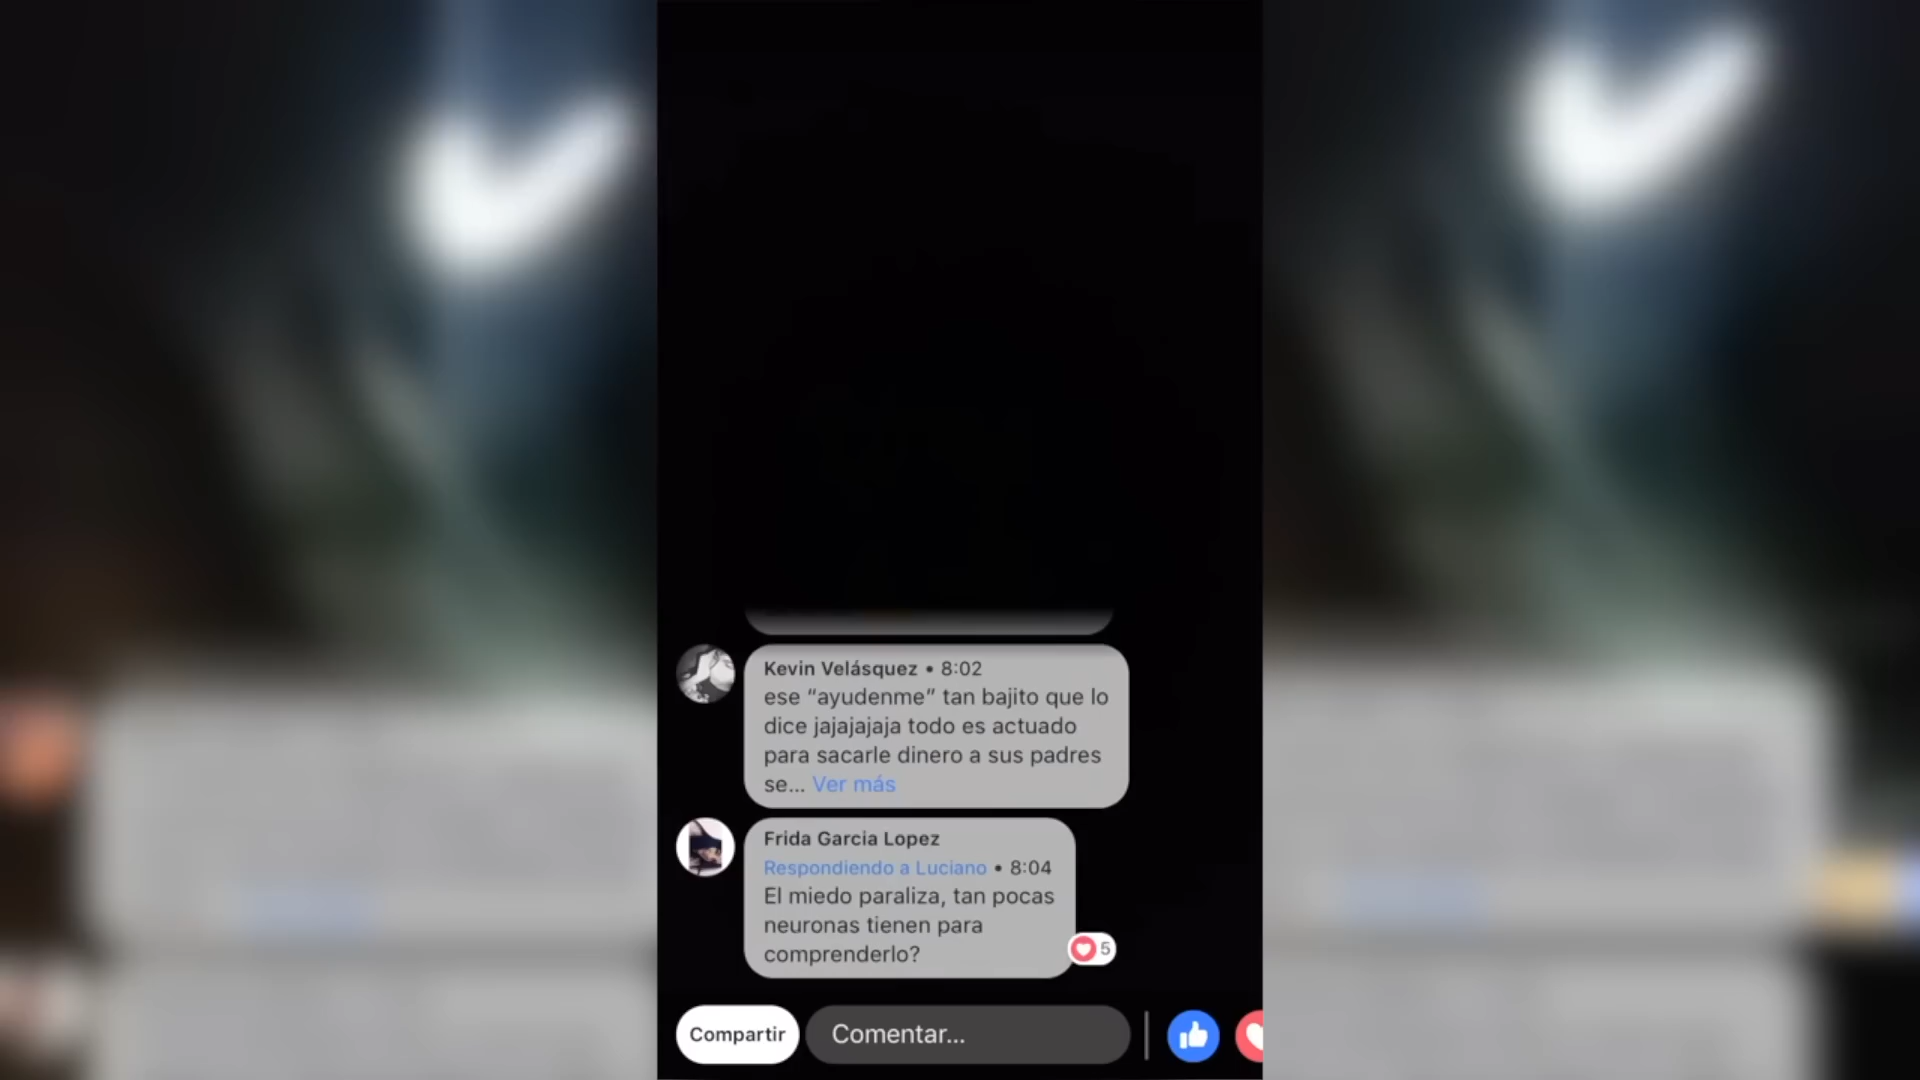 Kevin Velásquez • 8:02
ese “ayudenme” tan bajito que lo
dice jajajajaja todo es actuado
para sacarle dinero a sus padres
se... Ver más
Frida Garcia Lopez
Respondiendo a Luciano • 8:04
El miedo paraliza, tan pocas
neuronas tienen para
comprenderlo?
5
Compartir
Comentar...